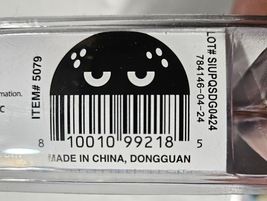 mation.
c
ITEM# 5079
8 10010 99218 5
MADE IN CHINA, DONGGUAN
LOT# SIUPQSDG0424
784146-04-24